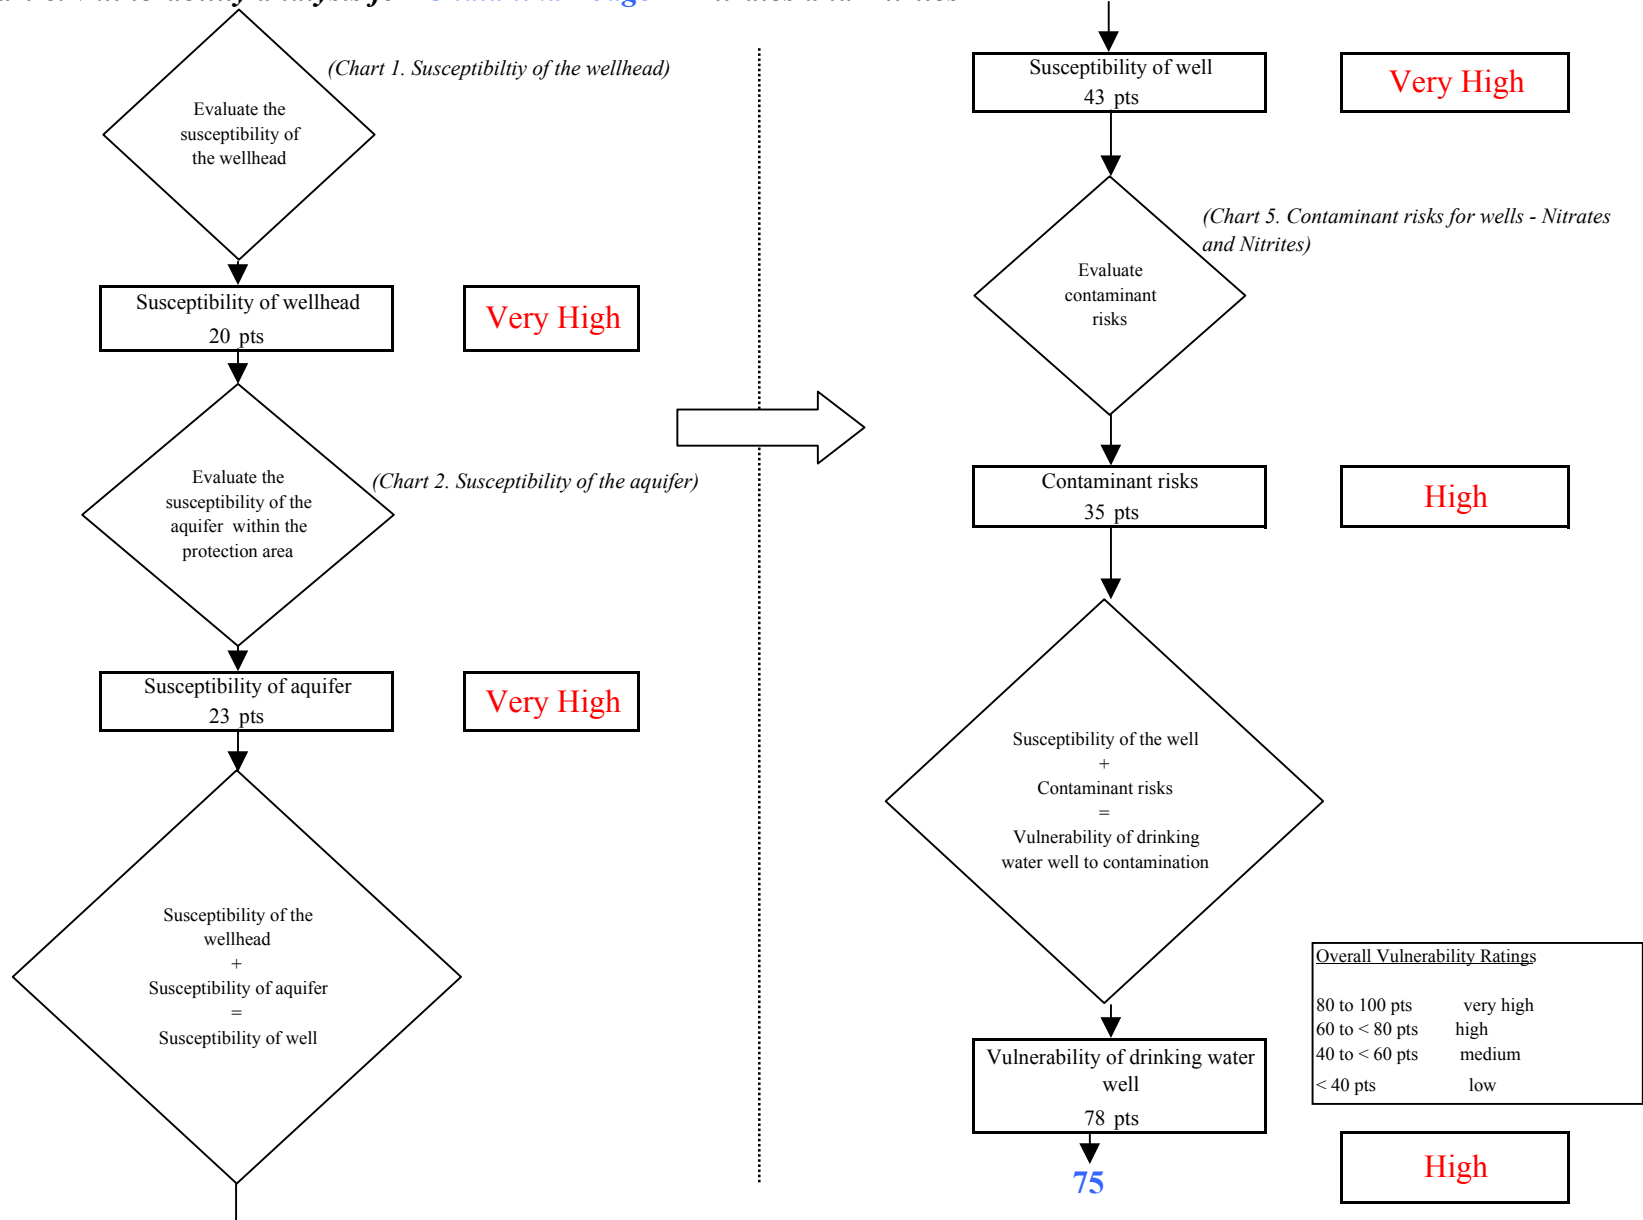 (Chart 1. Susceptibiltiy of the wellhead)
Evaluate the
susceptibility of
the wellhead
Susceptibility of wellhead
20 pts
Very High
(Chart 2. Susceptibility of the aquifer)
Evaluate the
susceptibility of the
aquifer within the
protection area
Susceptibility of aquifer
23 pts
Very High
Susceptibility of the
wellhead
+
Susceptibility of aquifer
=
Susceptibility of well
Susceptibility of well
43 pts
Very High
(Chart 5. Contaminant risks for wells - Nitrates
and Nitrites)
Evaluate
contaminant
risks
Contaminant risks
35 pts
High
Susceptibility of the well
+
Contaminant risks
=
Vulnerability of drinking
water well to contamination
Overall Vulnerability Ratings
80 to 100 pts very high
60 to < 80 pts high
40 to < 60 pts medium
< 40 pts low
Vulnerability of drinking water
well
78 pts
High
75